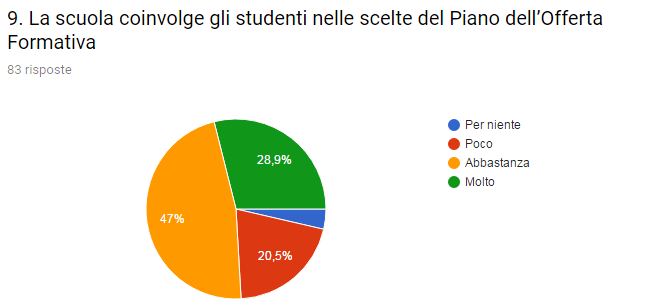 9. La scuola coinvolge gli studenti nelle scelte del Piano dell’Offerta
Formativa
83 risposte
Per niente
Poco
Abbastanza
Molto
28,9%
47%
20,5%